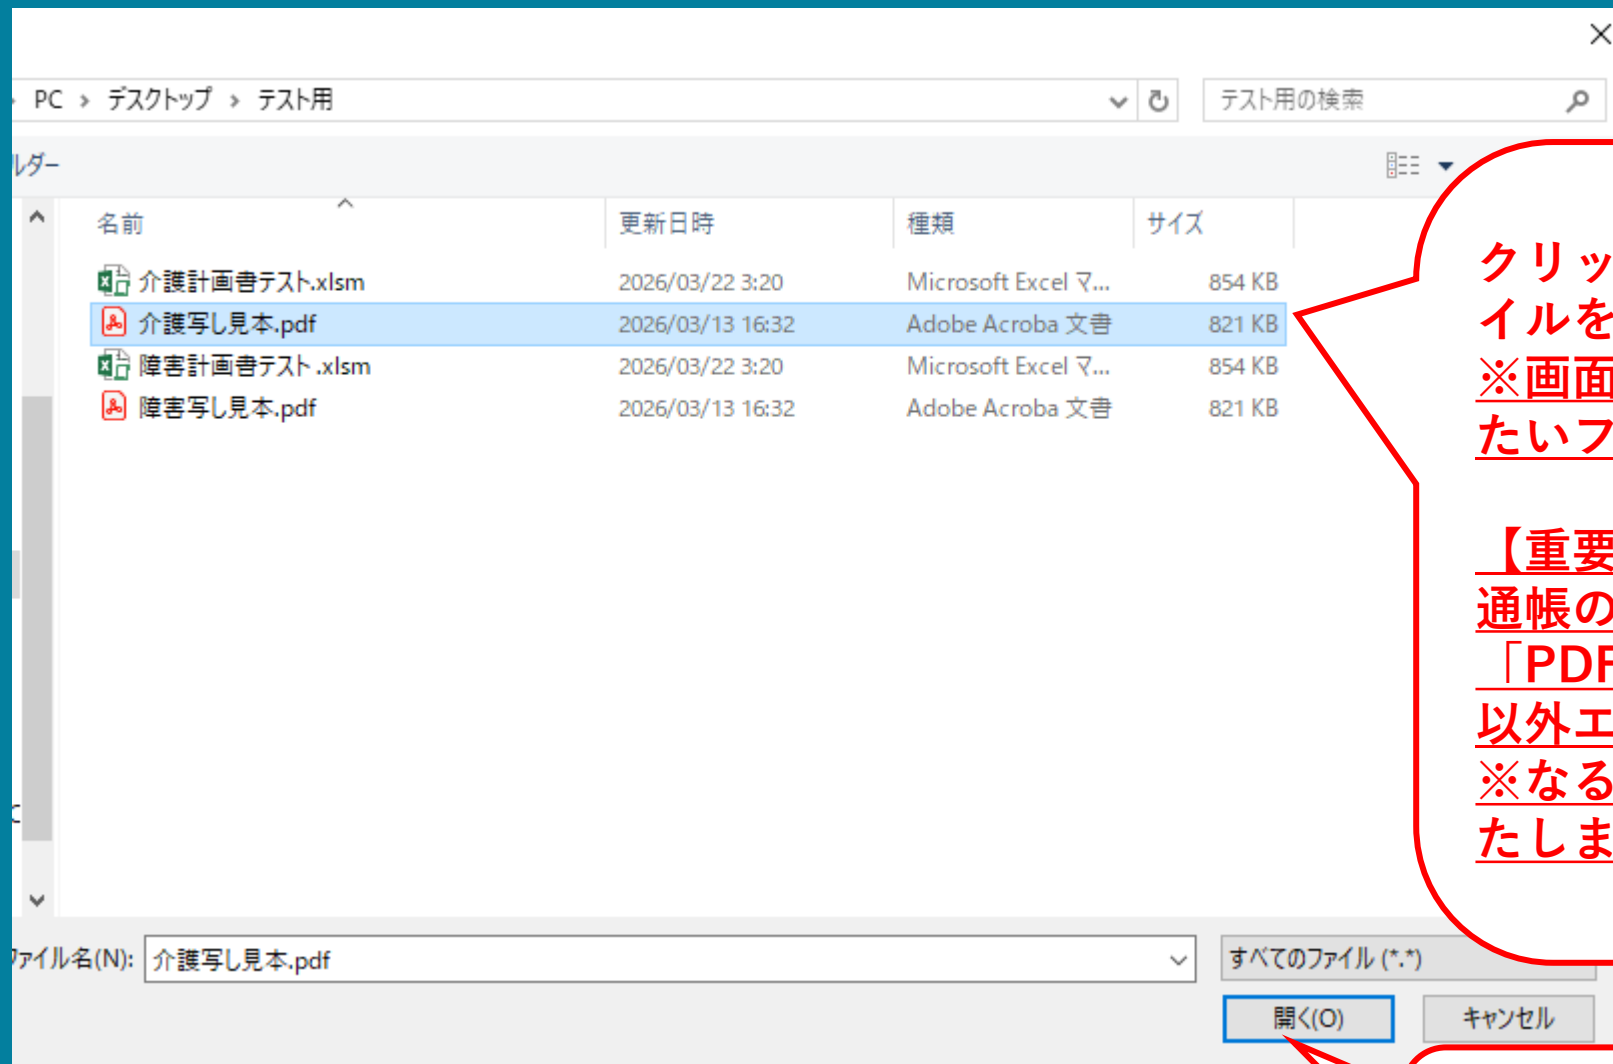 PC › デスクトップ › テスト用
テスト用の検索
ルダー
名前 更新日時 種類 サイズ
介護計画書テスト.xlsm 2026/03/22 3:20 Microsoft Excel マ... 854 KB
介護写し見本.pdf 2026/03/13 16:32 Adobe Acroba 文書 821 KB
障害計画書テスト.xlsm 2026/03/22 3:20 Microsoft Excel マ... 854 KB
障害写し見本.pdf 2026/03/13 16:32 Adobe Acroba 文書 821 KB
クリッ
イルを
※画面
たいフ
【重要
通帳の
「PDF
以外エ
※なる
たしま
ファイル名(N): 介護写し見本.pdf
すべてのファイル (*.*)
開く(O) キャンセル